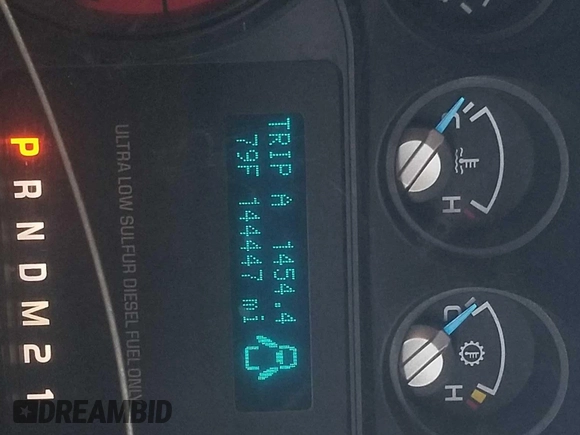 TRIP A 1454.4
79F 144447 mi
C
H
C
H
ULTRA LOW SULFUR DIESEL FUEL ONLY
P R N D M 2 1
DREAMBID